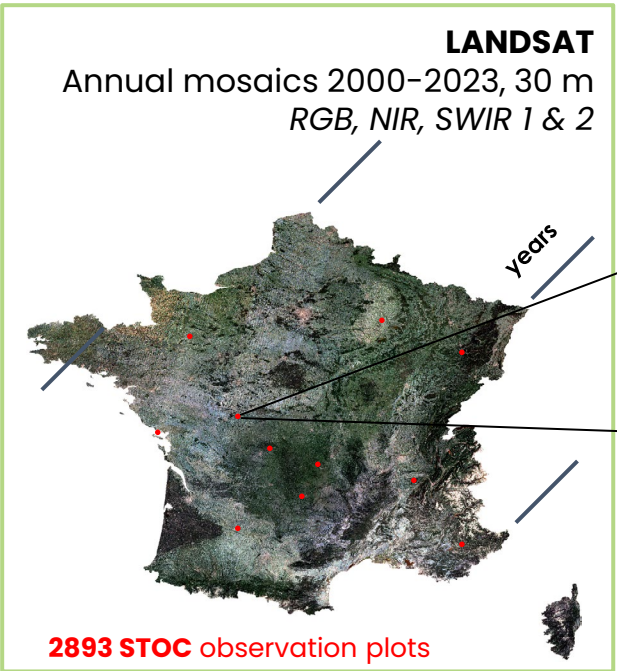 LANDSAT
Annual mosaics 2000-2023, 30 m
RGB, NIR, SWIR 1 & 2
years
2893 STOC observation plots